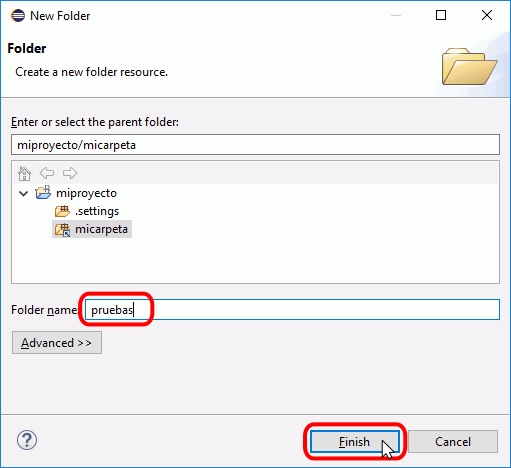 New Folder
Folder
Create a new folder resource.
Enter or select the parent folder:
miproyecto/micarpeta
miproyecto
.settings
micarpeta
Folder name: pruebas
Advanced >>
Finish
Cancel